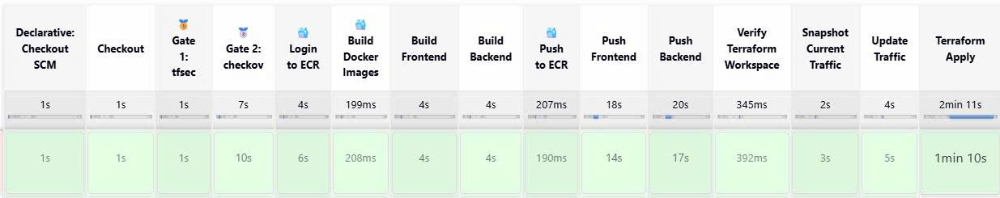 Declarative:
Checkout
SCM
Checkout
Gate
1:
tfsec
Gate 2:
checkov
Login
to ECR
Build
Docker
Images
Build
Frontend
Build
Backend
Push
to ECR
Push
Frontend
Push
Backend
Verify
Terraform
Workspace
Snapshot
Current
Traffic
Update
Traffic
Terraform
Apply
1s
1s
1s
7s
4s
199ms
4s
4s
207ms
18s
20s
345ms
2s
4s
2min 11s
1s
1s
1s
10s
6s
208ms
4s
4s
190ms
14s
17s
392ms
3s
5s
1min 10s